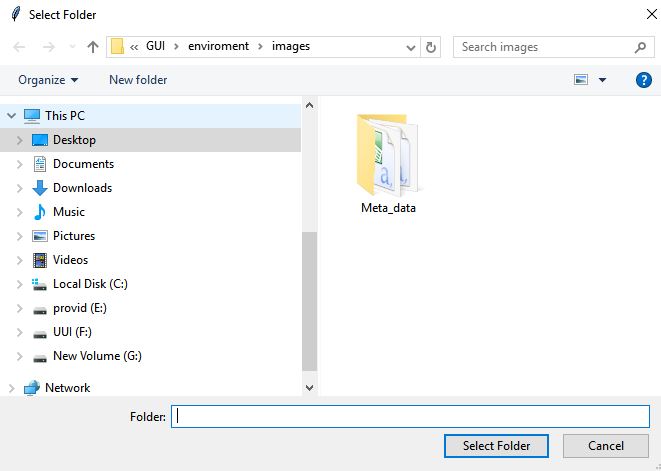 Select Folder
« GUI > enviroment > images
Search images
Organize
New folder
?
This PC
Desktop
Documents
Downloads
Music
Pictures
Videos
Local Disk (C:)
provid (E:)
UUI (F:)
New Volume (G:)
Network
a,
Meta_data
Folder:
Select Folder
Cancel